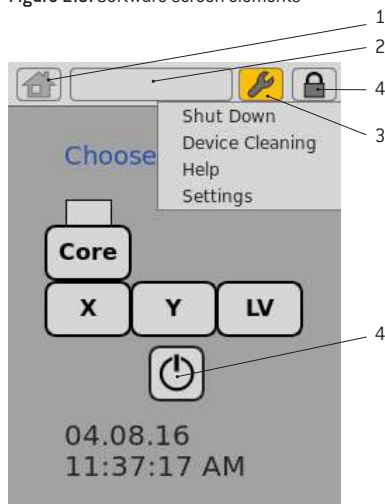 Figure 2.6: Software screen elements
1
2
4
3
Shut Down
Choose
Device Cleaning
Help
Settings
Core
X Y LV
4
04.08.16
11:37:17 AM